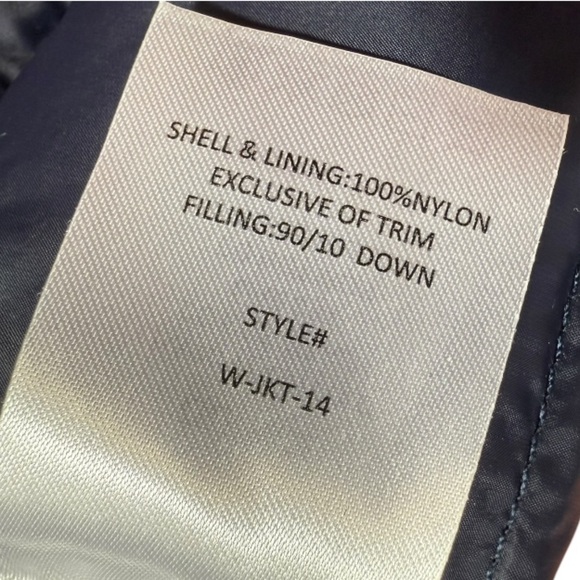 SHELL & LINING:100%NYLON
EXCLUSIVE OF TRIM
FILLING:90/10 DOWN
STYLE#
W-JKT-14